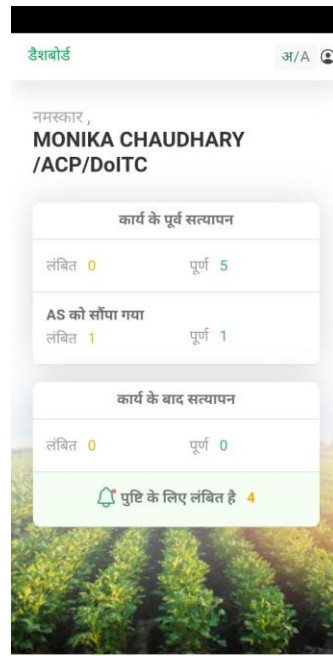 डैशबोर्ड अ/A
नमस्कार ,
MONIKA CHAUDHARY
/ACP/DoITC
कार्य के पूर्व सत्यापन
लंबित 0 पूर्ण 5
AS को सौंपा गया
लंबित 1 पूर्ण 1
कार्य के बाद सत्यापन
लंबित 0 पूर्ण 0
पुष्टि के लिए लंबित है 4